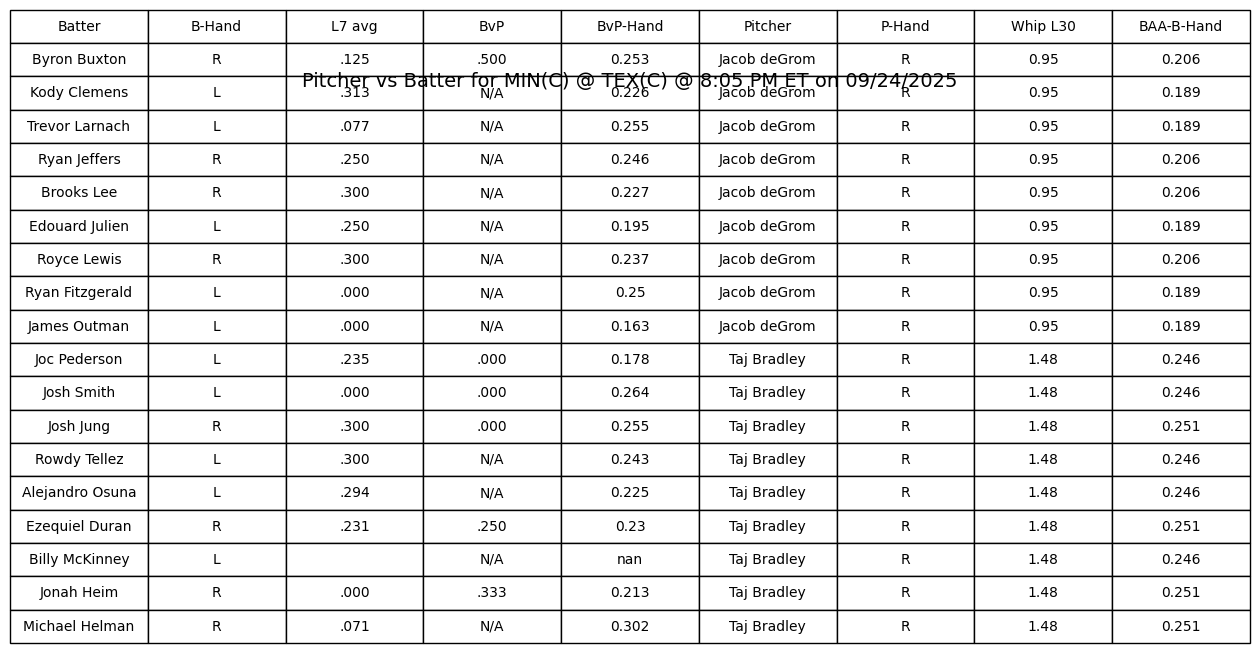 Batter B-Hand L7 avg BvP BvP-Hand Pitcher P-Hand Whip L30 BAA-B-Hand
Byron Buxton R .125 .500 0.253 Jacob deGrom R 0.95 0.206
Pitcher vs Batter for MIN(C) @ TEX(C) @ 8:05 PM ET on 09/24/2025
Kody Clemens L .313 N/A 0.226 Jacob deGrom R 0.95 0.189
Trevor Larnach L .077 N/A 0.255 Jacob deGrom R 0.95 0.189
Ryan Jeffers R .250 N/A 0.246 Jacob deGrom R 0.95 0.206
Brooks Lee R .300 N/A 0.227 Jacob deGrom R 0.95 0.206
Edouard Julien L .250 N/A 0.195 Jacob deGrom R 0.95 0.189
Royce Lewis R .300 N/A 0.237 Jacob deGrom R 0.95 0.206
Ryan Fitzgerald L .000 N/A 0.25 Jacob deGrom R 0.95 0.189
James Outman L .000 N/A 0.163 Jacob deGrom R 0.95 0.189
Joc Pederson L .235 .000 0.178 Taj Bradley R 1.48 0.246
Josh Smith L .000 .000 0.264 Taj Bradley R 1.48 0.246
Josh Jung R .300 .000 0.255 Taj Bradley R 1.48 0.251
Rowdy Tellez L .300 N/A 0.243 Taj Bradley R 1.48 0.246
Alejandro Osuna L .294 N/A 0.225 Taj Bradley R 1.48 0.246
Ezequiel Duran R .231 .250 0.23 Taj Bradley R 1.48 0.251
Billy McKinney L N/A nan Taj Bradley R 1.48 0.246
Jonah Heim R .000 .333 0.213 Taj Bradley R 1.48 0.251
Michael Helman R .071 N/A 0.302 Taj Bradley R 1.48 0.251